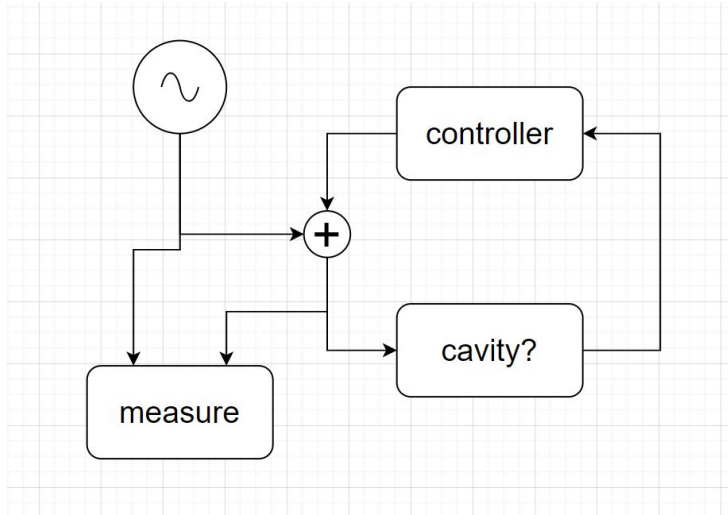 controller
+
cavity?
measure